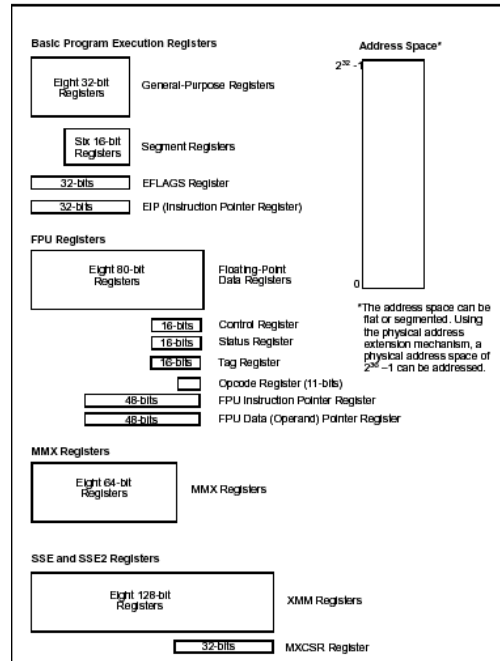 Basic Program Execution Registers
Address Space*
2³² -1
Eight 32-bit
Registers
General-Purpose Registers
Six 16-bit
Registers
Segment Registers
32-bits
EFLAGS Register
32-bits
EIP (Instruction Pointer Register)
FPU Registers
Eight 80-bit
Registers
Floating-Point
Data Registers
0
*The address space can be
flat or segmented. Using
the physical address
extension mechanism, a
physical address space of
2³⁶ –1 can be addressed.
16-bits
Control Register
16-bits
Status Register
16-bits
Tag Register
Opcode Register (11-bits)
48-bits
FPU Instruction Pointer Register
48-bits
FPU Data (Operand) Pointer Register
MMX Registers
Eight 64-bit
Registers
MMX Registers
SSE and SSE2 Registers
Eight 128-bit
Registers
XMM Registers
32-bits
MXCSR Register